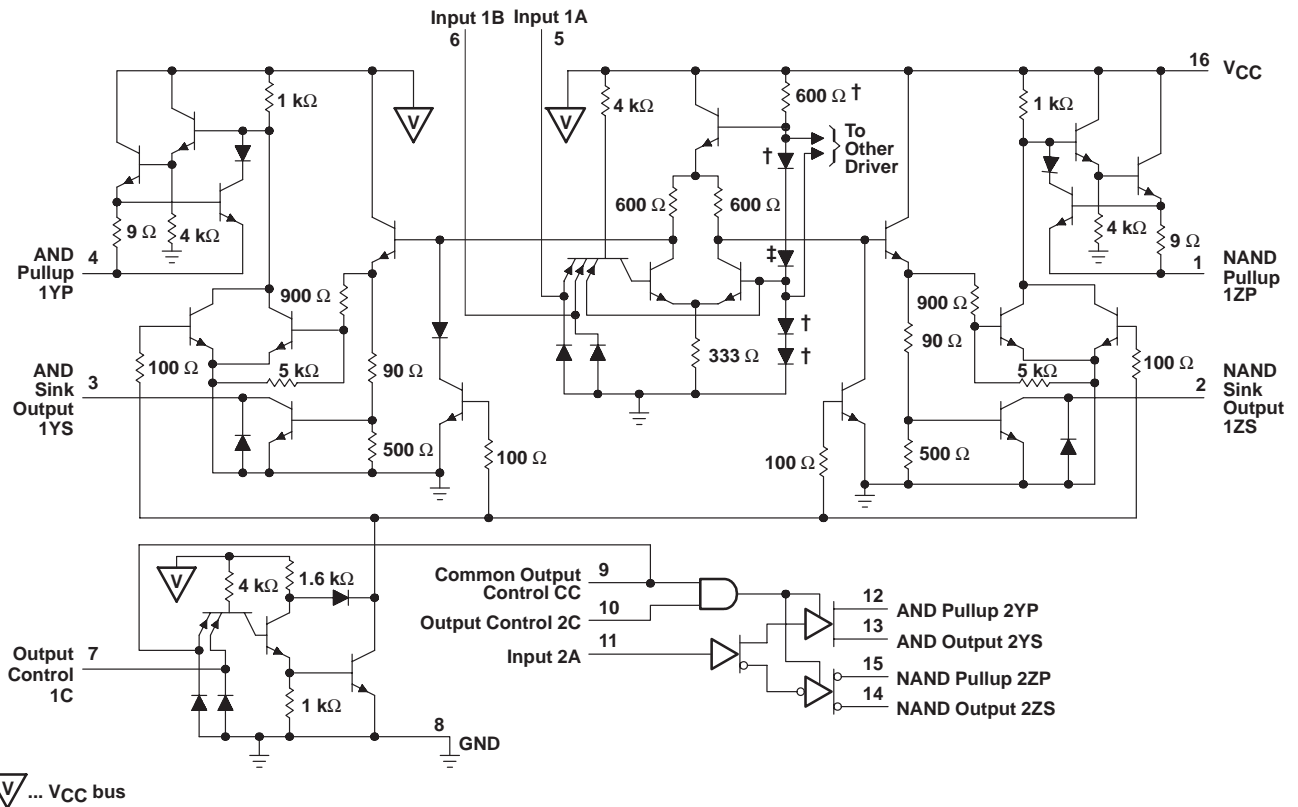 Input 1B Input 1A
6 5
16 VCC
1 kΩ
V
V
4 kΩ
600 Ω †
1 kΩ
To
Other
Driver
†
600 Ω 600 Ω
9 Ω 4 kΩ
4 kΩ 9 Ω
AND
Pullup
1YP
4
‡
1
NAND
Pullup
1ZP
900 Ω
900 Ω
†
†
100 Ω
5 kΩ
90 Ω
333 Ω
90 Ω
5 kΩ
100 Ω
AND
Sink
Output
1YS
3
2
NAND
Sink
Output
1ZS
500 Ω
100 Ω
100 Ω
500 Ω
V
4 kΩ
1.6 kΩ
Common Output
Control CC
9
Output Control 2C
10
Input 2A
11
12
AND Pullup 2YP
13
AND Output 2YS
15
NAND Pullup 2ZP
14
NAND Output 2ZS
Output
Control
1C
7
1 kΩ
8
GND
V ... VCC bus